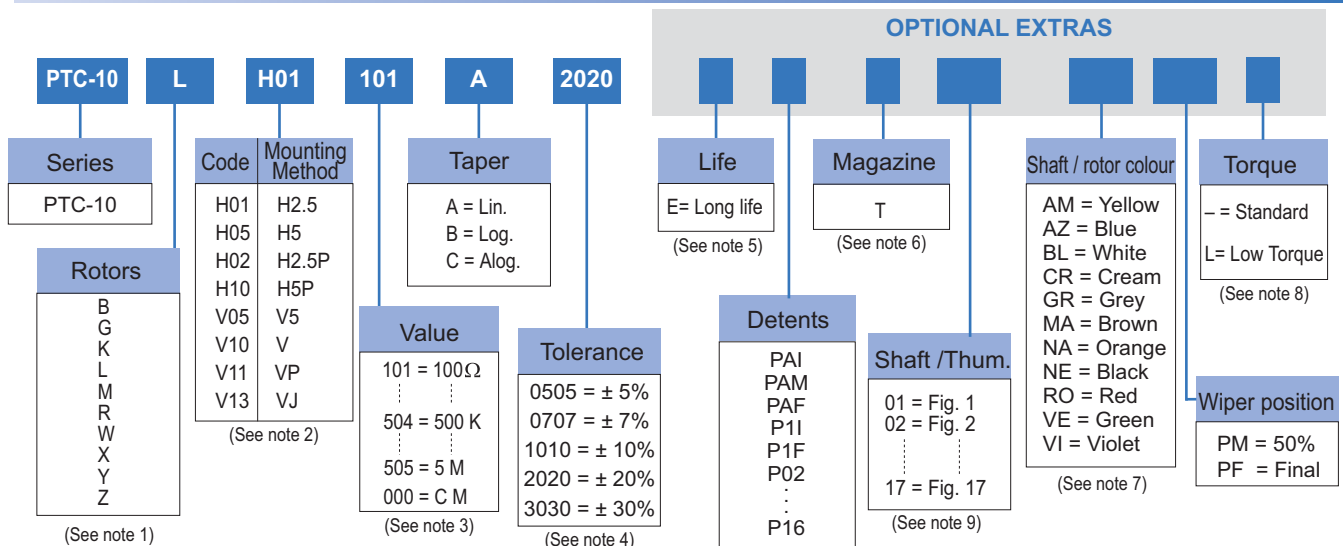 OPTIONAL EXTRAS
PTC-10 L H01 101 A 2020
Series
PTC-10
Rotors
B
G
K
L
M
R
W
X
Y
Z
(See note 1)
Code Mounting Method
H01 H2.5
H05 H5
H02 H2.5P
H10 H5P
V05 V5
V10 V
V11 VP
V13 VJ
(See note 2)
Value
101 = 100Ω
504 = 500 K
505 = 5 M
000 = C M
(See note 3)
Taper
A = Lin.
B = Log.
C = Alog.
Tolerance
0505 = ± 5%
0707 = ± 7%
1010 = ± 10%
2020 = ± 20%
3030 = ± 30%
(See note 4)
Life
E= Long life
(See note 5)
Detents
PAI
PAM
PAF
P1I
P1F
P02
:
:
P16
Magazine
T
(See note 6)
Shaft /Thum.
01 = Fig. 1
02 = Fig. 2
17 = Fig. 17
(See note 9)
Shaft / rotor colour
AM = Yellow
AZ = Blue
BL = White
CR = Cream
GR = Grey
MA = Brown
NA = Orange
NE = Black
RO = Red
VE = Green
VI = Violet
(See note 7)
Wiper position
PM = 50%
PF = Final
Torque
– = Standard
L= Low Torque
(See note 8)